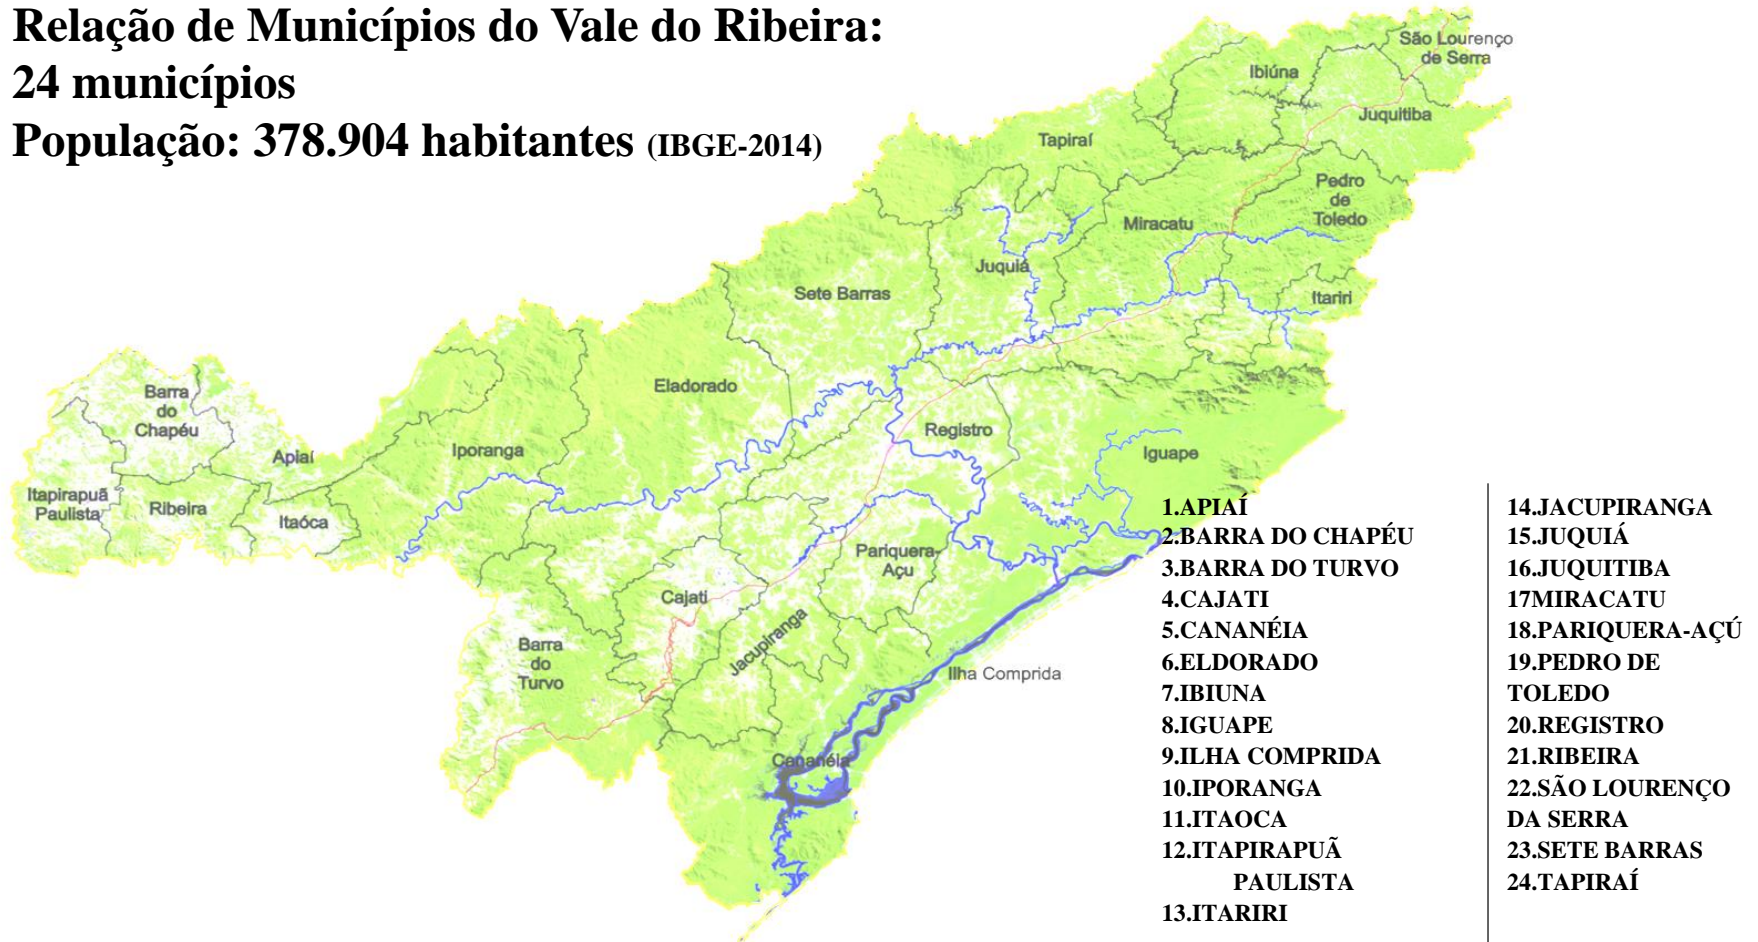 Relação de Municípios do Vale do Ribeira:
24 municípios
População: 378.904 habitantes (IBGE-2014)
São Lourenço
de Serra
Ibiúna
Juquitiba
Tapiraí
Pedro
de
Toledo
Miracatu
Juquiá
Sete Barras
Itariri
Eladorado
Barra
do
Chapéu
Registro
Iporanga
Apiaí
Iguape
Itapirapuã
Paulista
Ribeira
Itaóca
Pariquera-
Açu
Cajati
Jacupiranga
Barra
do
Turvo
Ilha Comprida
Cananéia
1.APIAÍ
2.BARRA DO CHAPÉU
3.BARRA DO TURVO
4.CAJATI
5.CANANÉIA
6.ELDORADO
7.IBIUNA
8.IGUAPE
9.ILHA COMPRIDA
10.IPORANGA
11.ITAOCA
12.ITAPIRAPUÃ
PAULISTA
13.ITARIRI
14.JACUPIRANGA
15.JUQUIÁ
16.JUQUITIBA
17MIRACATU
18.PARIQUERA-AÇÚ
19.PEDRO DE
TOLEDO
20.REGISTRO
21.RIBEIRA
22.SÃO LOURENÇO
DA SERRA
23.SETE BARRAS
24.TAPIRAÍ